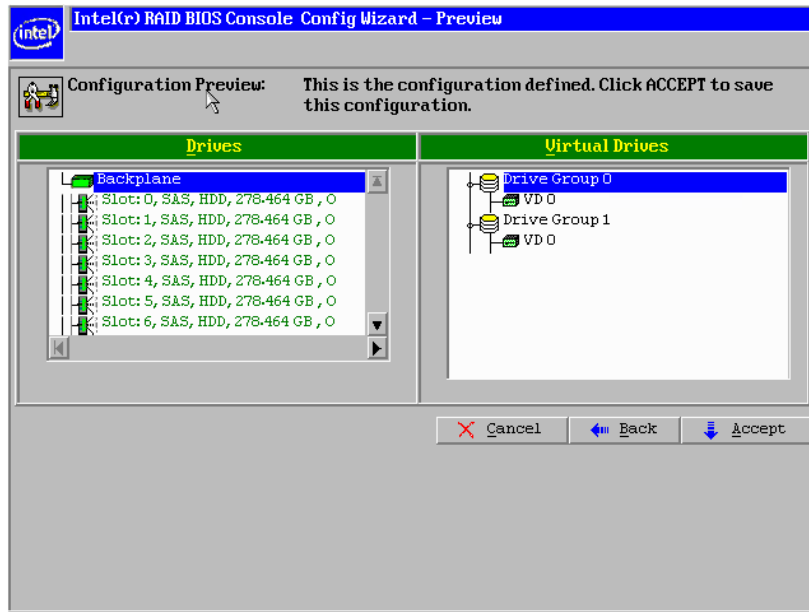 intel
Intel(r) RAID BIOS Console Config Wizard - Preview
Configuration Preview:
This is the configuration defined. Click ACCEPT to save
this configuration.
Drives
Backplane
Slot: 0, SAS, HDD, 278.464 GB , O
Slot: 1, SAS, HDD, 278.464 GB , O
Slot: 2, SAS, HDD, 278.464 GB , O
Slot: 3, SAS, HDD, 278.464 GB , O
Slot: 4, SAS, HDD, 278.464 GB , O
Slot: 5, SAS, HDD, 278.464 GB , O
Slot: 6, SAS, HDD, 278.464 GB , O
Virtual Drives
Drive Group 0
VD 0
Drive Group 1
VD 0
Cancel
Back
Accept